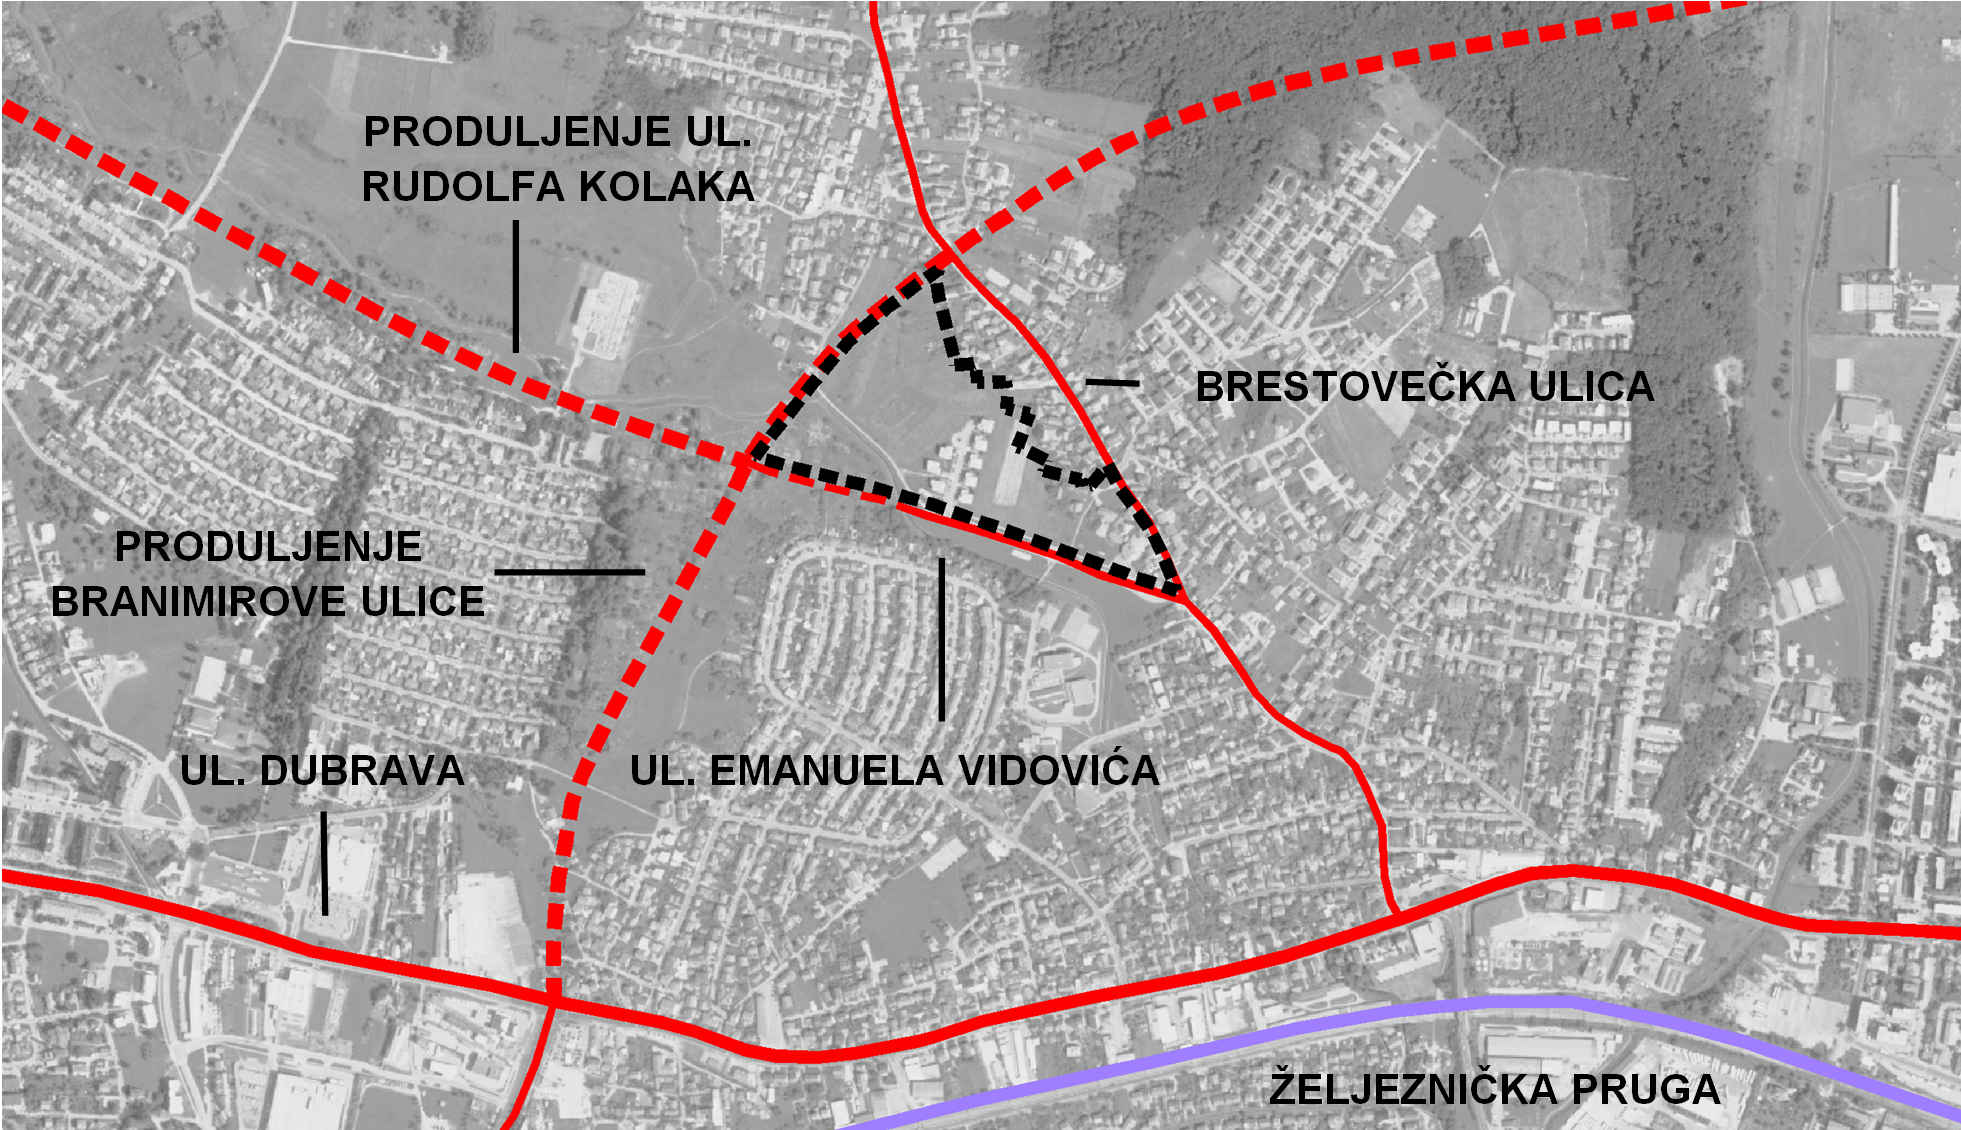 PRODULJENJE UL.
RUDOLFA KOLAKA
BRESTOVEČKA ULICA
PRODULJENJE
BRANIMIROVE ULICE
UL. DUBRAVA
UL. EMANUELA VIDOVIĆA
ŽELJEZNIČKA PRUGA